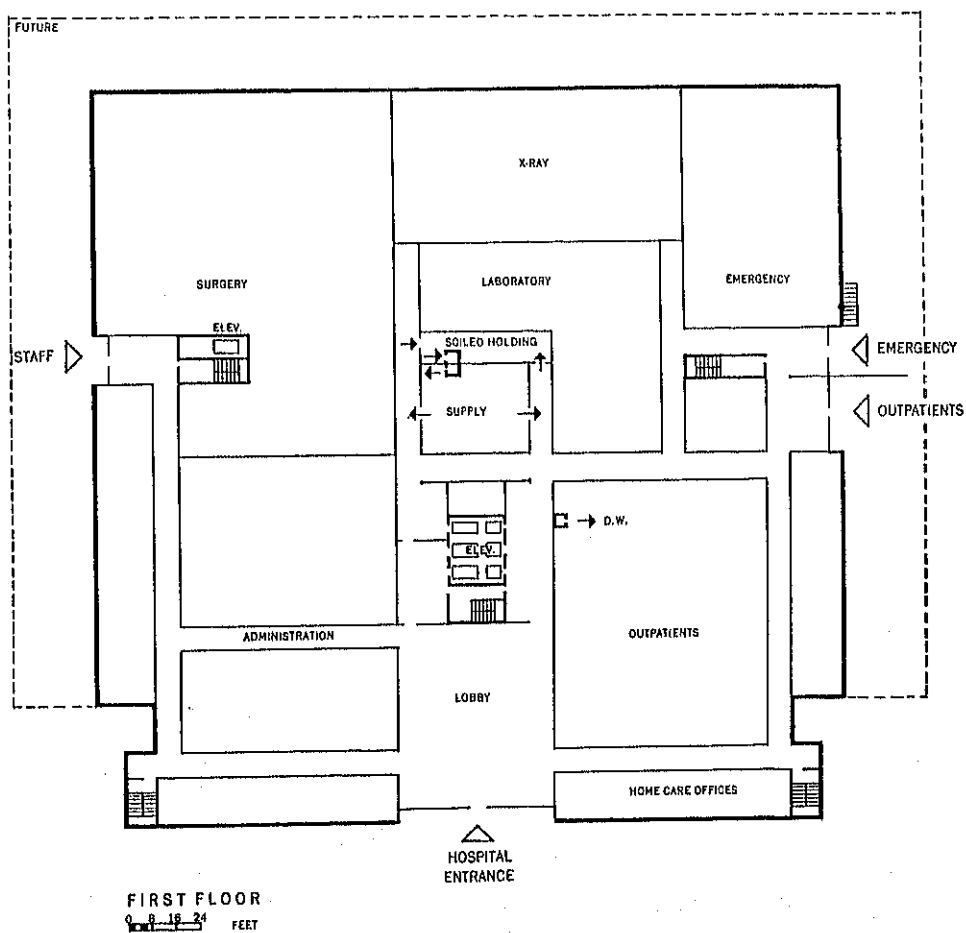 FUTURE
X-RAY
SURGERY
LABORATORY
EMERGENCY
ELEV.
SOILED HOLDING
STAFF
EMERGENCY
SUPPLY
OUTPATIENTS
D.W.
ELEV.
ADMINISTRATION
OUTPATIENTS
LOBBY
HOME CARE OFFICES
HOSPITAL
ENTRANCE
FIRST FLOOR
0 8 16 24
FEET